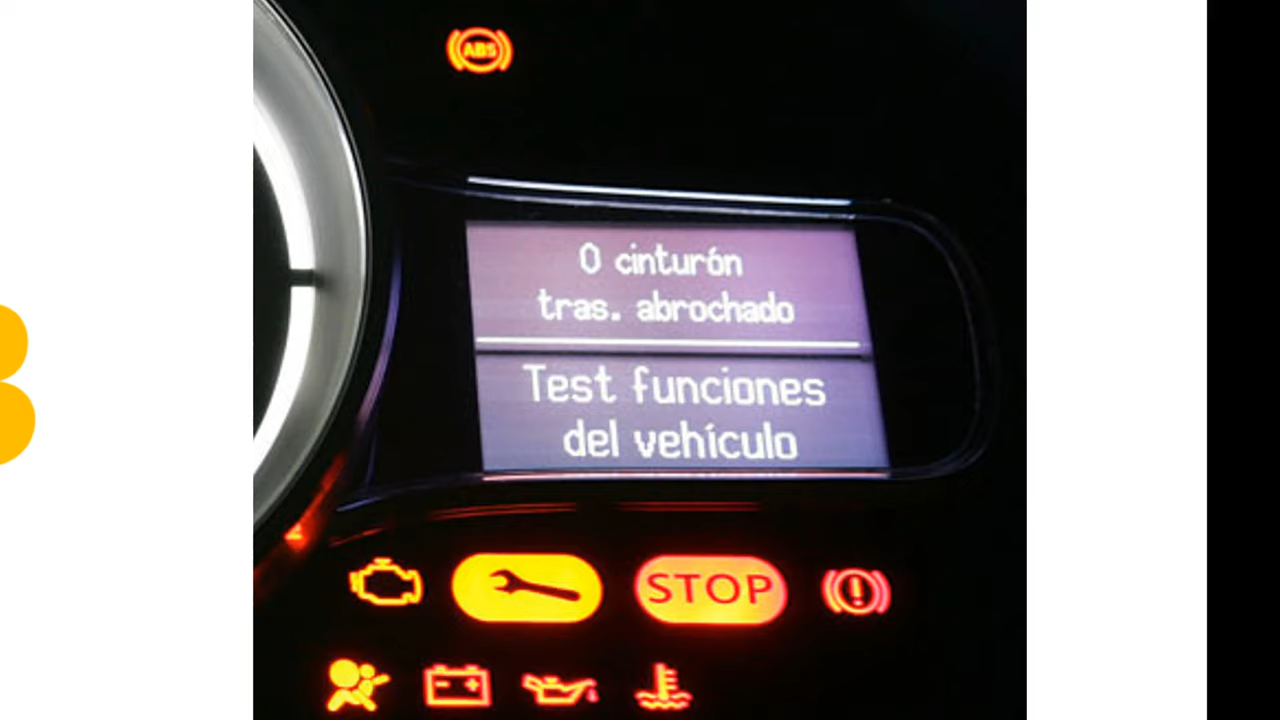 ABS
0 cinturón
tras. abrochado
Test funciones
del vehículo
STOP